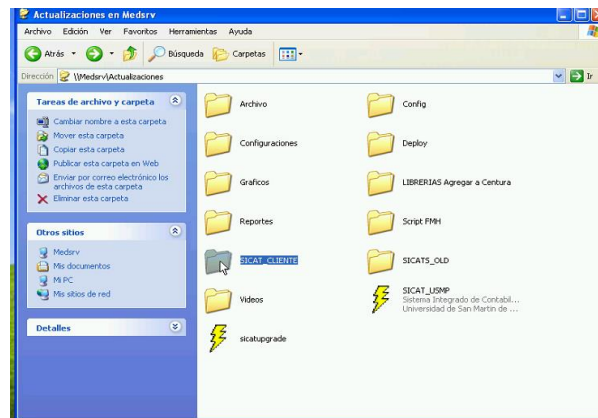 Actualizaciones en Medsrv
Archivo Edición Ver Favoritos Herramientas Ayuda
Atrás Búsqueda Carpetas
Dirección \\Medsrv\Actualizaciones Ir
Tareas de archivo y carpeta
Cambiar nombre a esta carpeta
Mover esta carpeta
Copiar esta carpeta
Publicar esta carpeta en Web
Enviar por correo electrónico los
archivos de esta carpeta
Eliminar esta carpeta
Otros sitios
Medsrv
Mis documentos
Mi PC
Mis sitios de red
Detalles
Archivo Config
Configuraciones Deploy
Graficos LIBRERIAS Agregar a Centura
Reportes Script FMH
SICAT_CLIENTE SICATS_OLD
Videos SICAT_USMP
Sistema Integrado de Contabil...
Universidad de San Martin de ...
sicatupgrade